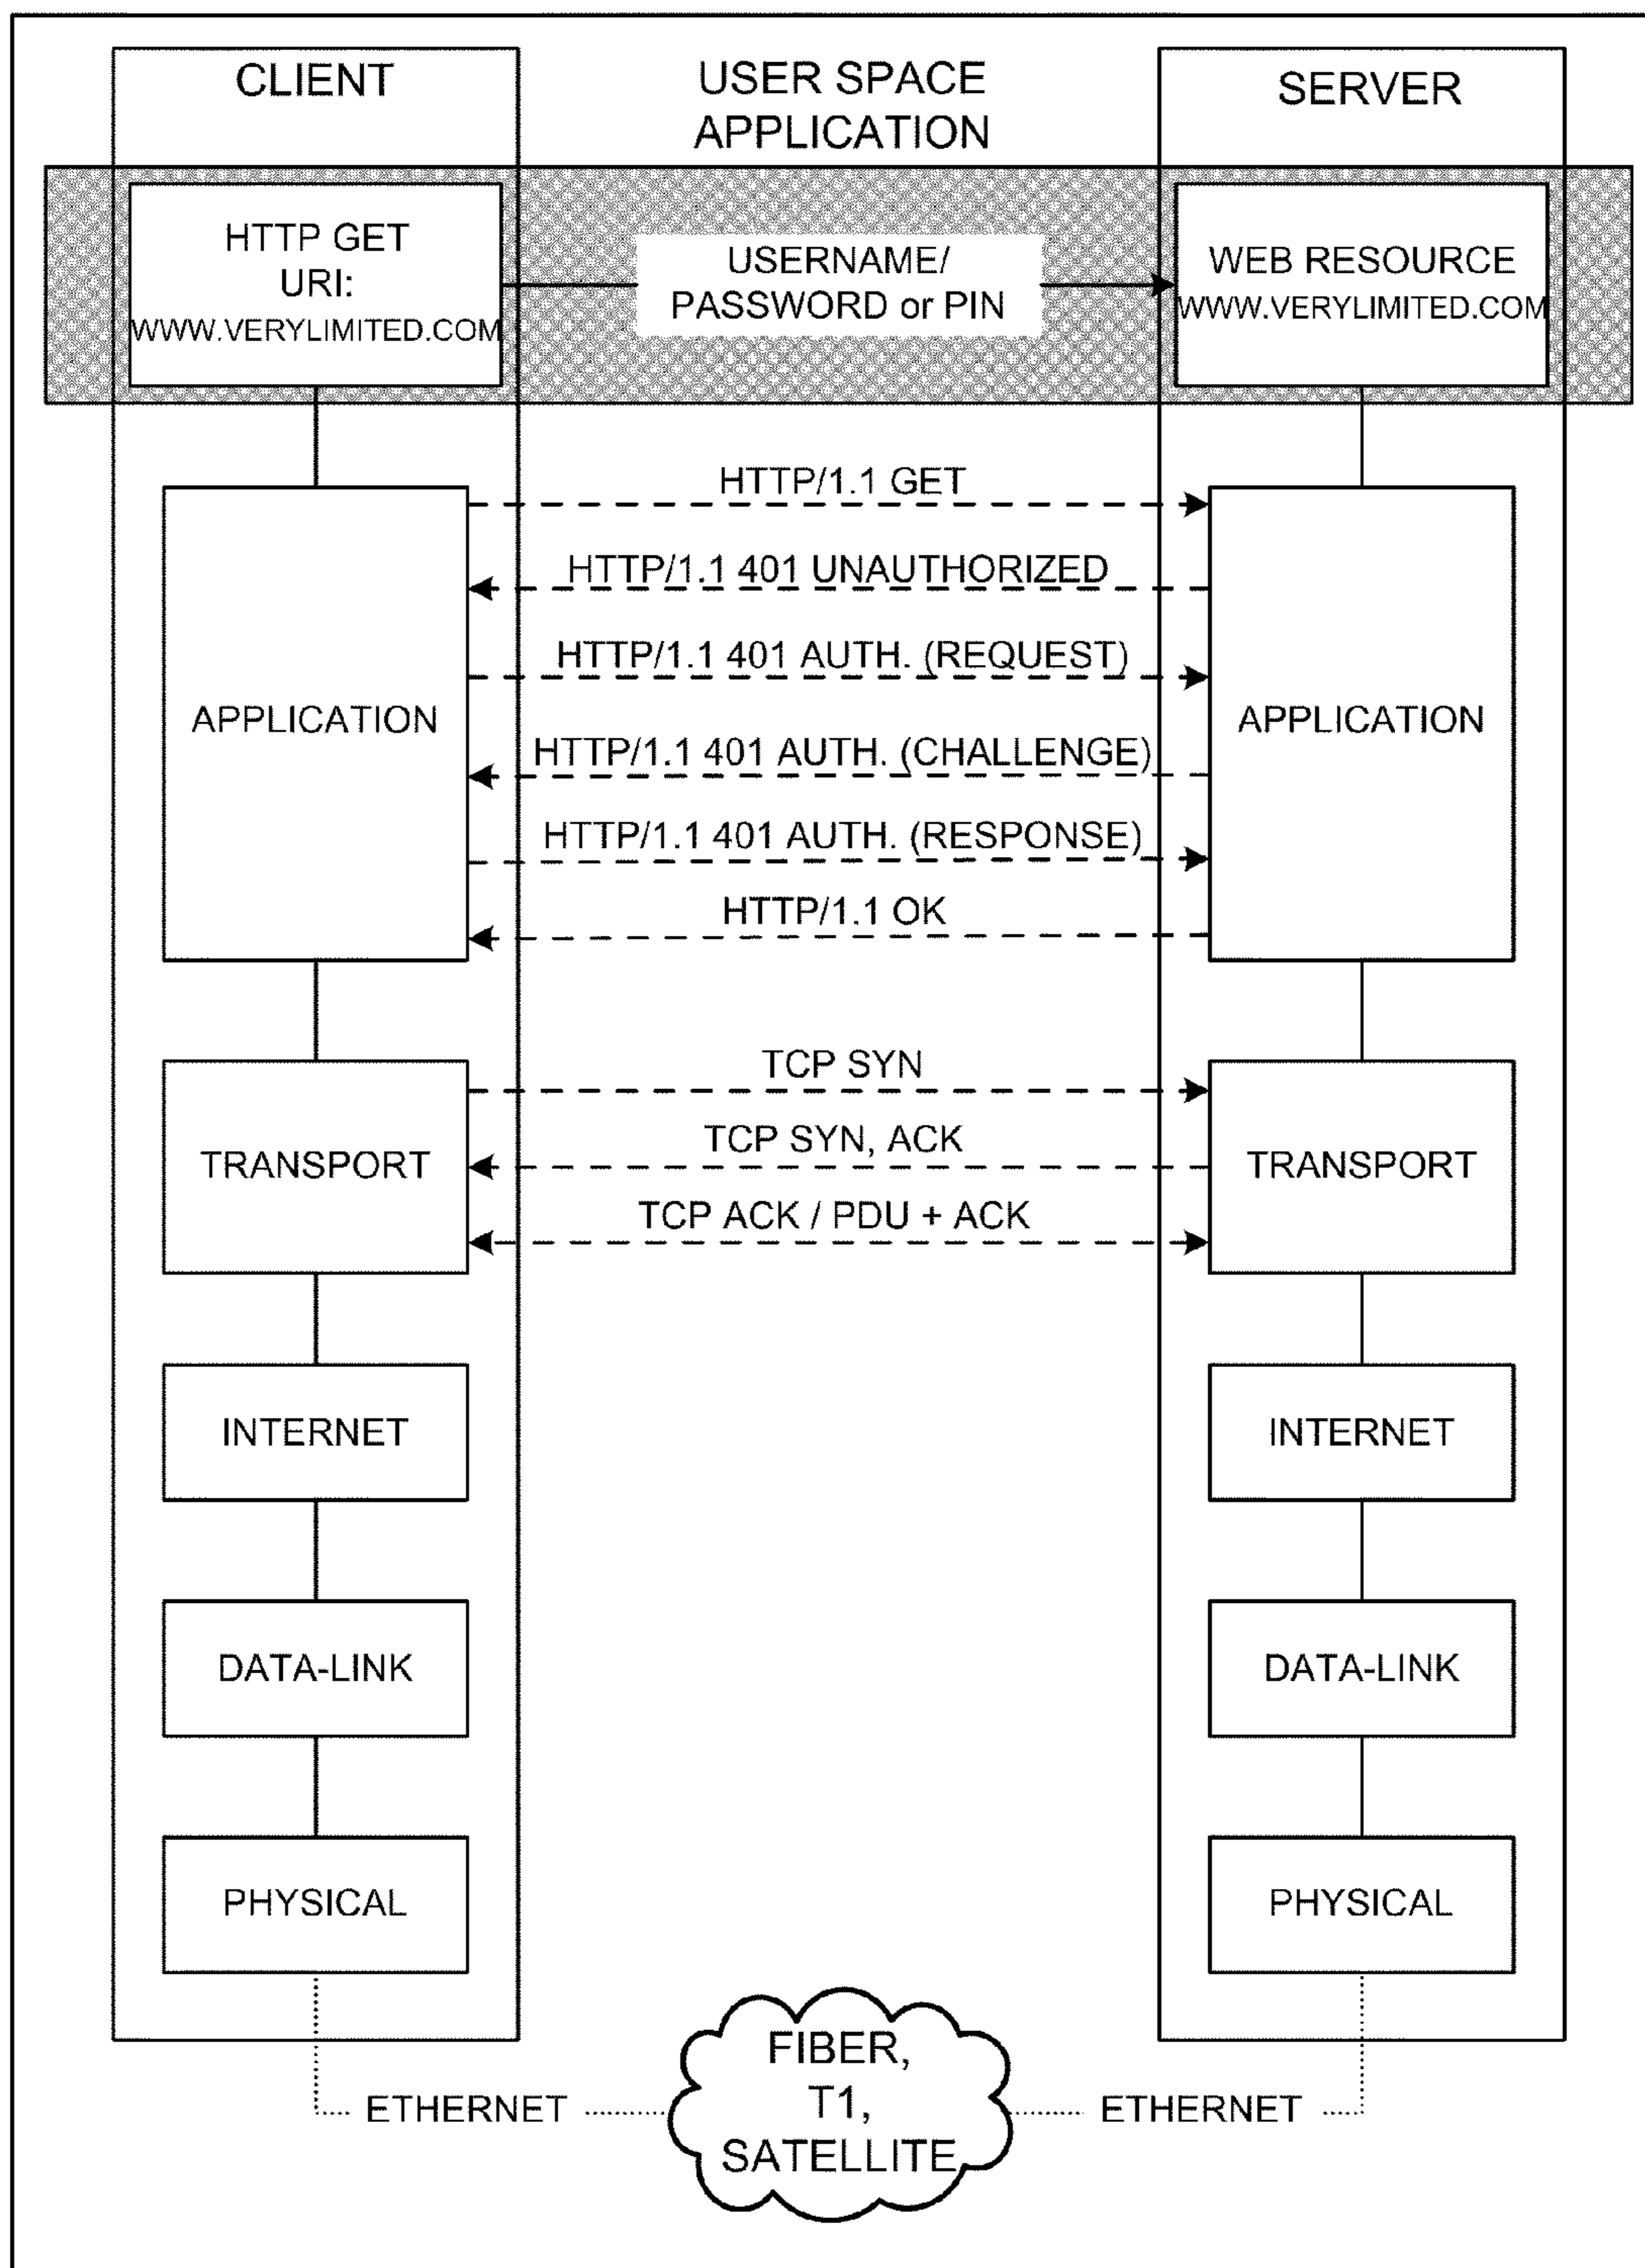 CLIENT
USER SPACE
APPLICATION
SERVER
HTTP GET
URI:
WWW.VERYLIMITED.COM
USERNAME/
PASSWORD or PIN
WEB RESOURCE
WWW.VERYLIMITED.COM
HTTP/1.1 GET
HTTP/1.1 401 UNAUTHORIZED
HTTP/1.1 401 AUTH. (REQUEST)
APPLICATION
APPLICATION
HTTP/1.1 401 AUTH. (CHALLENGE)
HTTP/1.1 401 AUTH. (RESPONSE)
HTTP/1.1 OK
TCP SYN
TCP SYN, ACK
TRANSPORT
TRANSPORT
TCP ACK / PDU + ACK
INTERNET
INTERNET
DATA-LINK
DATA-LINK
PHYSICAL
PHYSICAL
ETHERNET
FIBER,
T1,
SATELLITE
ETHERNET